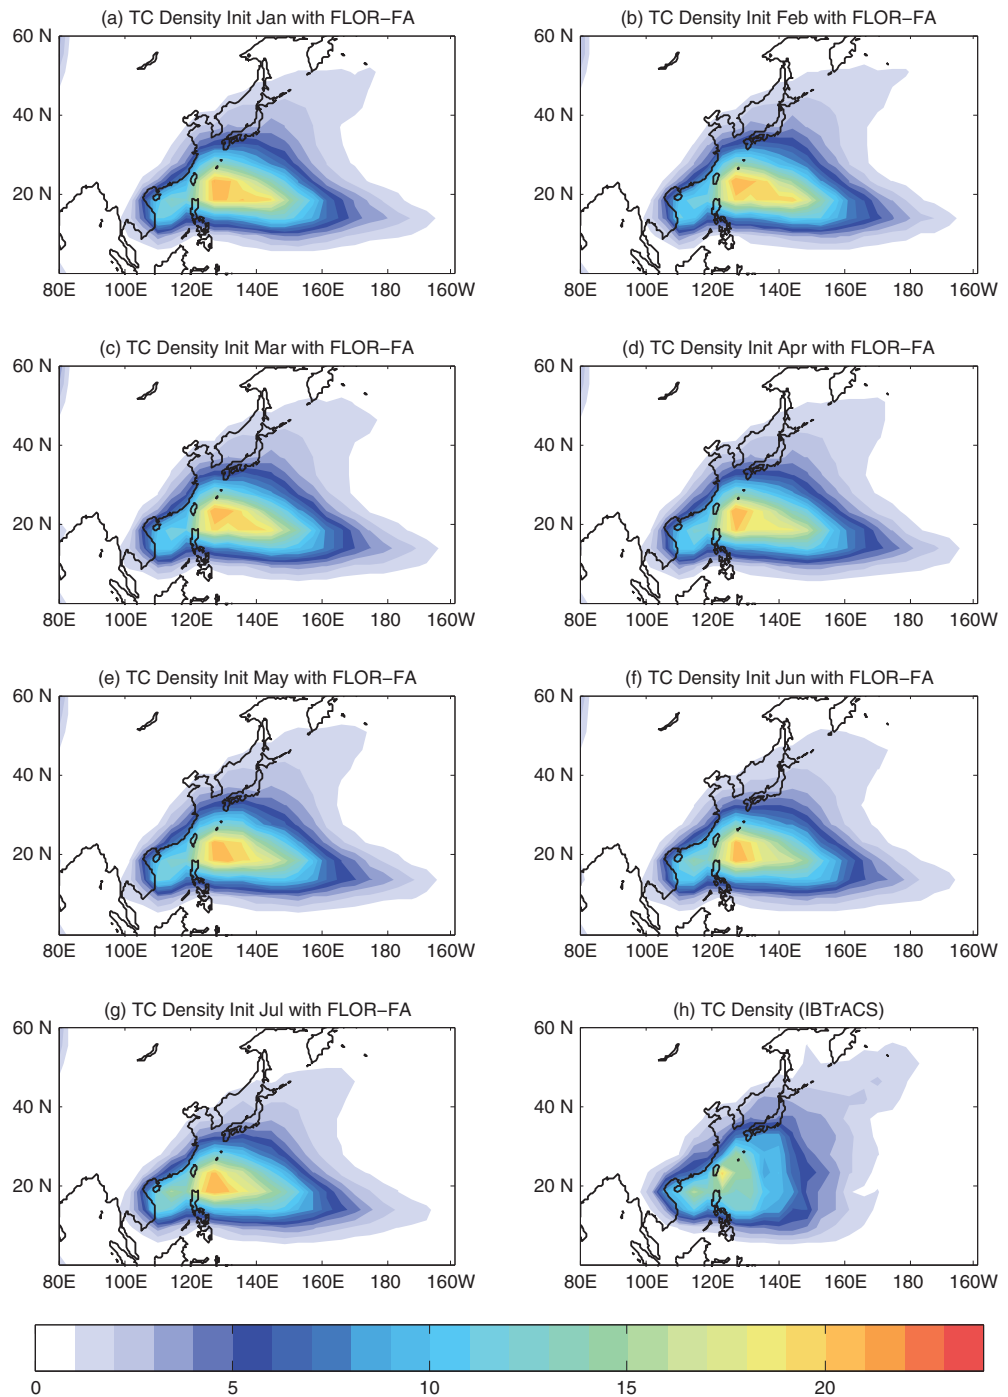 (a) TC Density Init Jan with FLOR−FA
(b) TC Density Init Feb with FLOR−FA
60 N
60 N
40 N
40 N
20 N
20 N
80E 100E 120E 140E 160E 180 160W
80E 100E 120E 140E 160E 180 160W
(c) TC Density Init Mar with FLOR−FA
(d) TC Density Init Apr with FLOR−FA
60 N
60 N
40 N
40 N
20 N
20 N
80E 100E 120E 140E 160E 180 160W
80E 100E 120E 140E 160E 180 160W
(e) TC Density Init May with FLOR−FA
(f) TC Density Init Jun with FLOR−FA
60 N
60 N
40 N
40 N
20 N
20 N
80E 100E 120E 140E 160E 180 160W
80E 100E 120E 140E 160E 180 160W
(g) TC Density Init Jul with FLOR−FA
(h) TC Density (IBTrACS)
60 N
60 N
40 N
40 N
20 N
20 N
80E 100E 120E 140E 160E 180 160W
80E 100E 120E 140E 160E 180 160W
0 5 10 15 20